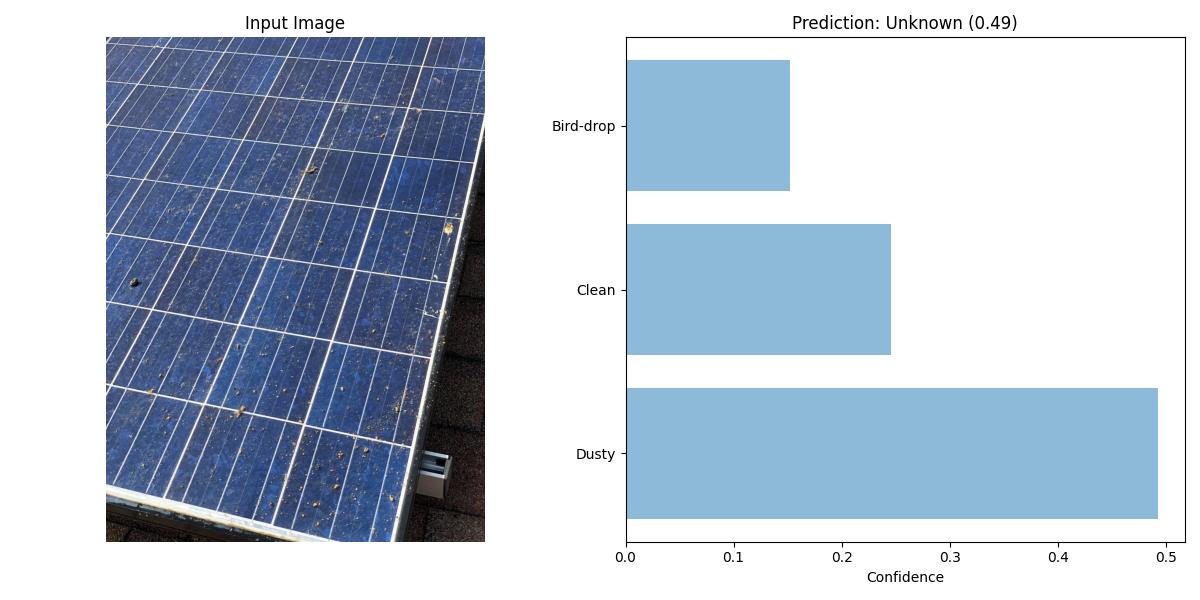 Input Image
Prediction: Unknown (0.49)
Bird-drop
Clean
Dusty
0.0 0.1 0.2 0.3 0.4 0.5
Confidence